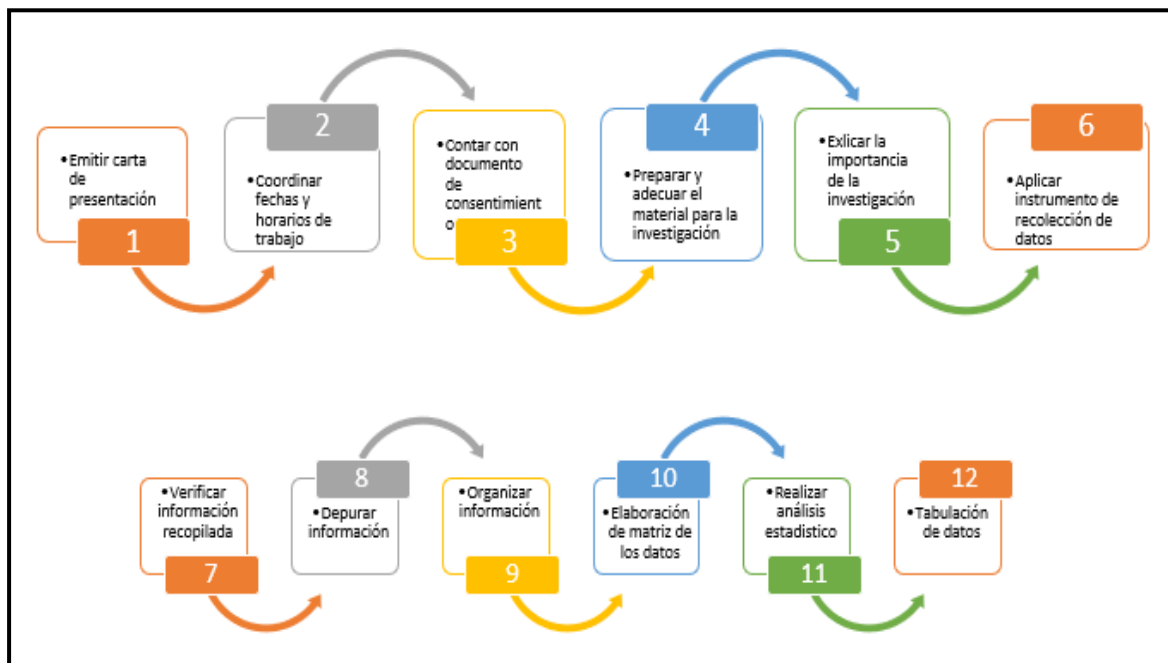 • Emitir carta
de
presentación
1
2
• Coordinar
fechas y
horarios de
trabajo
• Contar con
documento
de
consentimient
o
3
4
• Preparar y
adecuar el
material para la
investigación
• Exlicar la
importancia
de la
investigación
5
6
• Aplicar
instrumento de
recolección de
datos
• Verificar
información
recopilada
7
8
• Depurar
información
• Organizar
información
9
10
• Elaboración
de matriz de
los datos
• Realizar
análisis
estadistico
11
12
• Tabulación
de datos